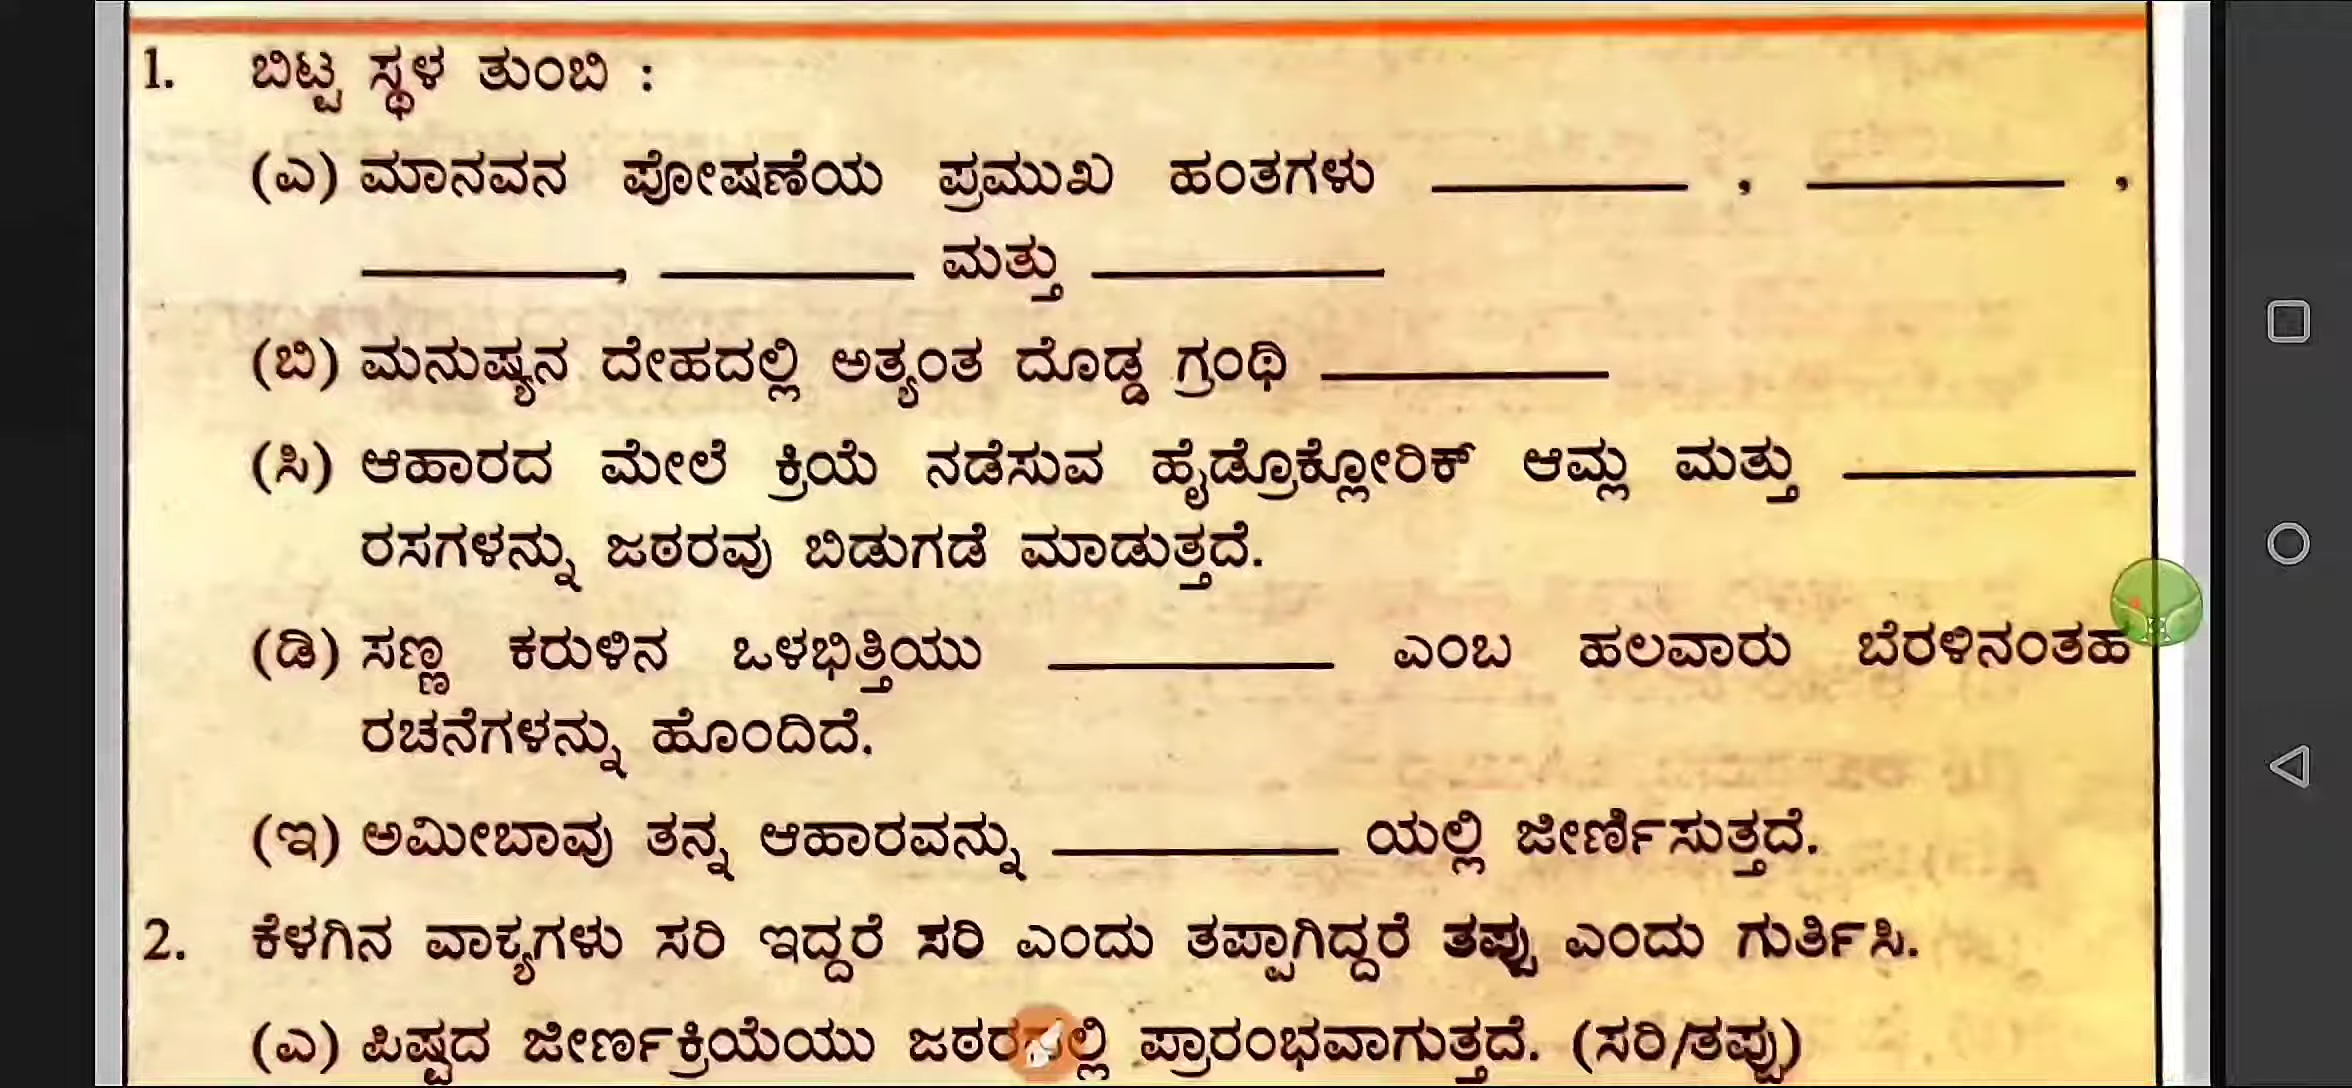 1. ಬಿಟ್ಟ ಸ್ಥಳ ತುಂಬಿ :
(ಎ) ಮಾನವನ ಪೋಷಣೆಯ ಪ್ರಮುಖ ಹಂತಗಳು ________ , ________ ,
________, ________ ಮತ್ತು ________
(ಬಿ) ಮನುಷ್ಯನ ದೇಹದಲ್ಲಿ ಅತ್ಯಂತ ದೊಡ್ಡ ಗ್ರಂಥಿ ________
(ಸಿ) ಆಹಾರದ ಮೇಲೆ ಕ್ರಿಯೆ ನಡೆಸುವ ಹೈಡ್ರೊಕ್ಲೋರಿಕ್ ಆಮ್ಲ ಮತ್ತು ________
ರಸಗಳನ್ನು ಜಠರವು ಬಿಡುಗಡೆ ಮಾಡುತ್ತದೆ.
(ಡಿ) ಸಣ್ಣ ಕರುಳಿನ ಒಳಭಿತ್ತಿಯು ________ ಎಂಬ ಹಲವಾರು ಬೆರಳಿನಂತಹ
ರಚನೆಗಳನ್ನು ಹೊಂದಿದೆ.
(ಇ) ಅಮೀಬಾವು ತನ್ನ ಆಹಾರವನ್ನು ________ ಯಲ್ಲಿ ಜೀರ್ಣಿಸುತ್ತದೆ.
2. ಕೆಳಗಿನ ವಾಕ್ಯಗಳು ಸರಿ ಇದ್ದರೆ ಸರಿ ಎಂದು ತಪ್ಪಾಗಿದ್ದರೆ ತಪ್ಪು ಎಂದು ಗುರ್ತಿಸಿ.
(ಎ) ಪಿಷ್ಟದ ಜೀರ್ಣಕ್ರಿಯೆಯು ಜಠರದಲ್ಲಿ ಪ್ರಾರಂಭವಾಗುತ್ತದೆ. (ಸರಿ/ತಪ್ಪು)